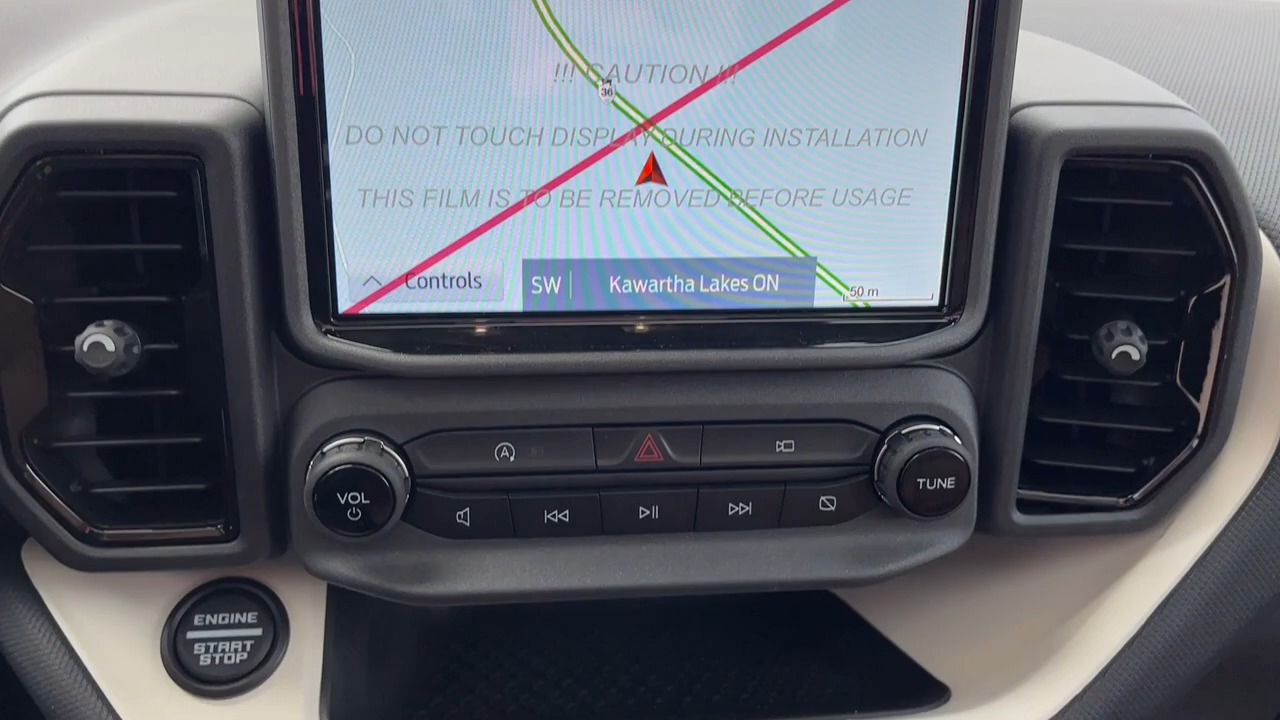 !!! CAUTION !!!
36
DO NOT TOUCH DISPLAY DURING INSTALLATION
THIS FILM IS TO BE REMOVED BEFORE USAGE
Controls
SW
Kawartha Lakes ON
50 m
A
VOL
TUNE
ENGINE
START
STOP